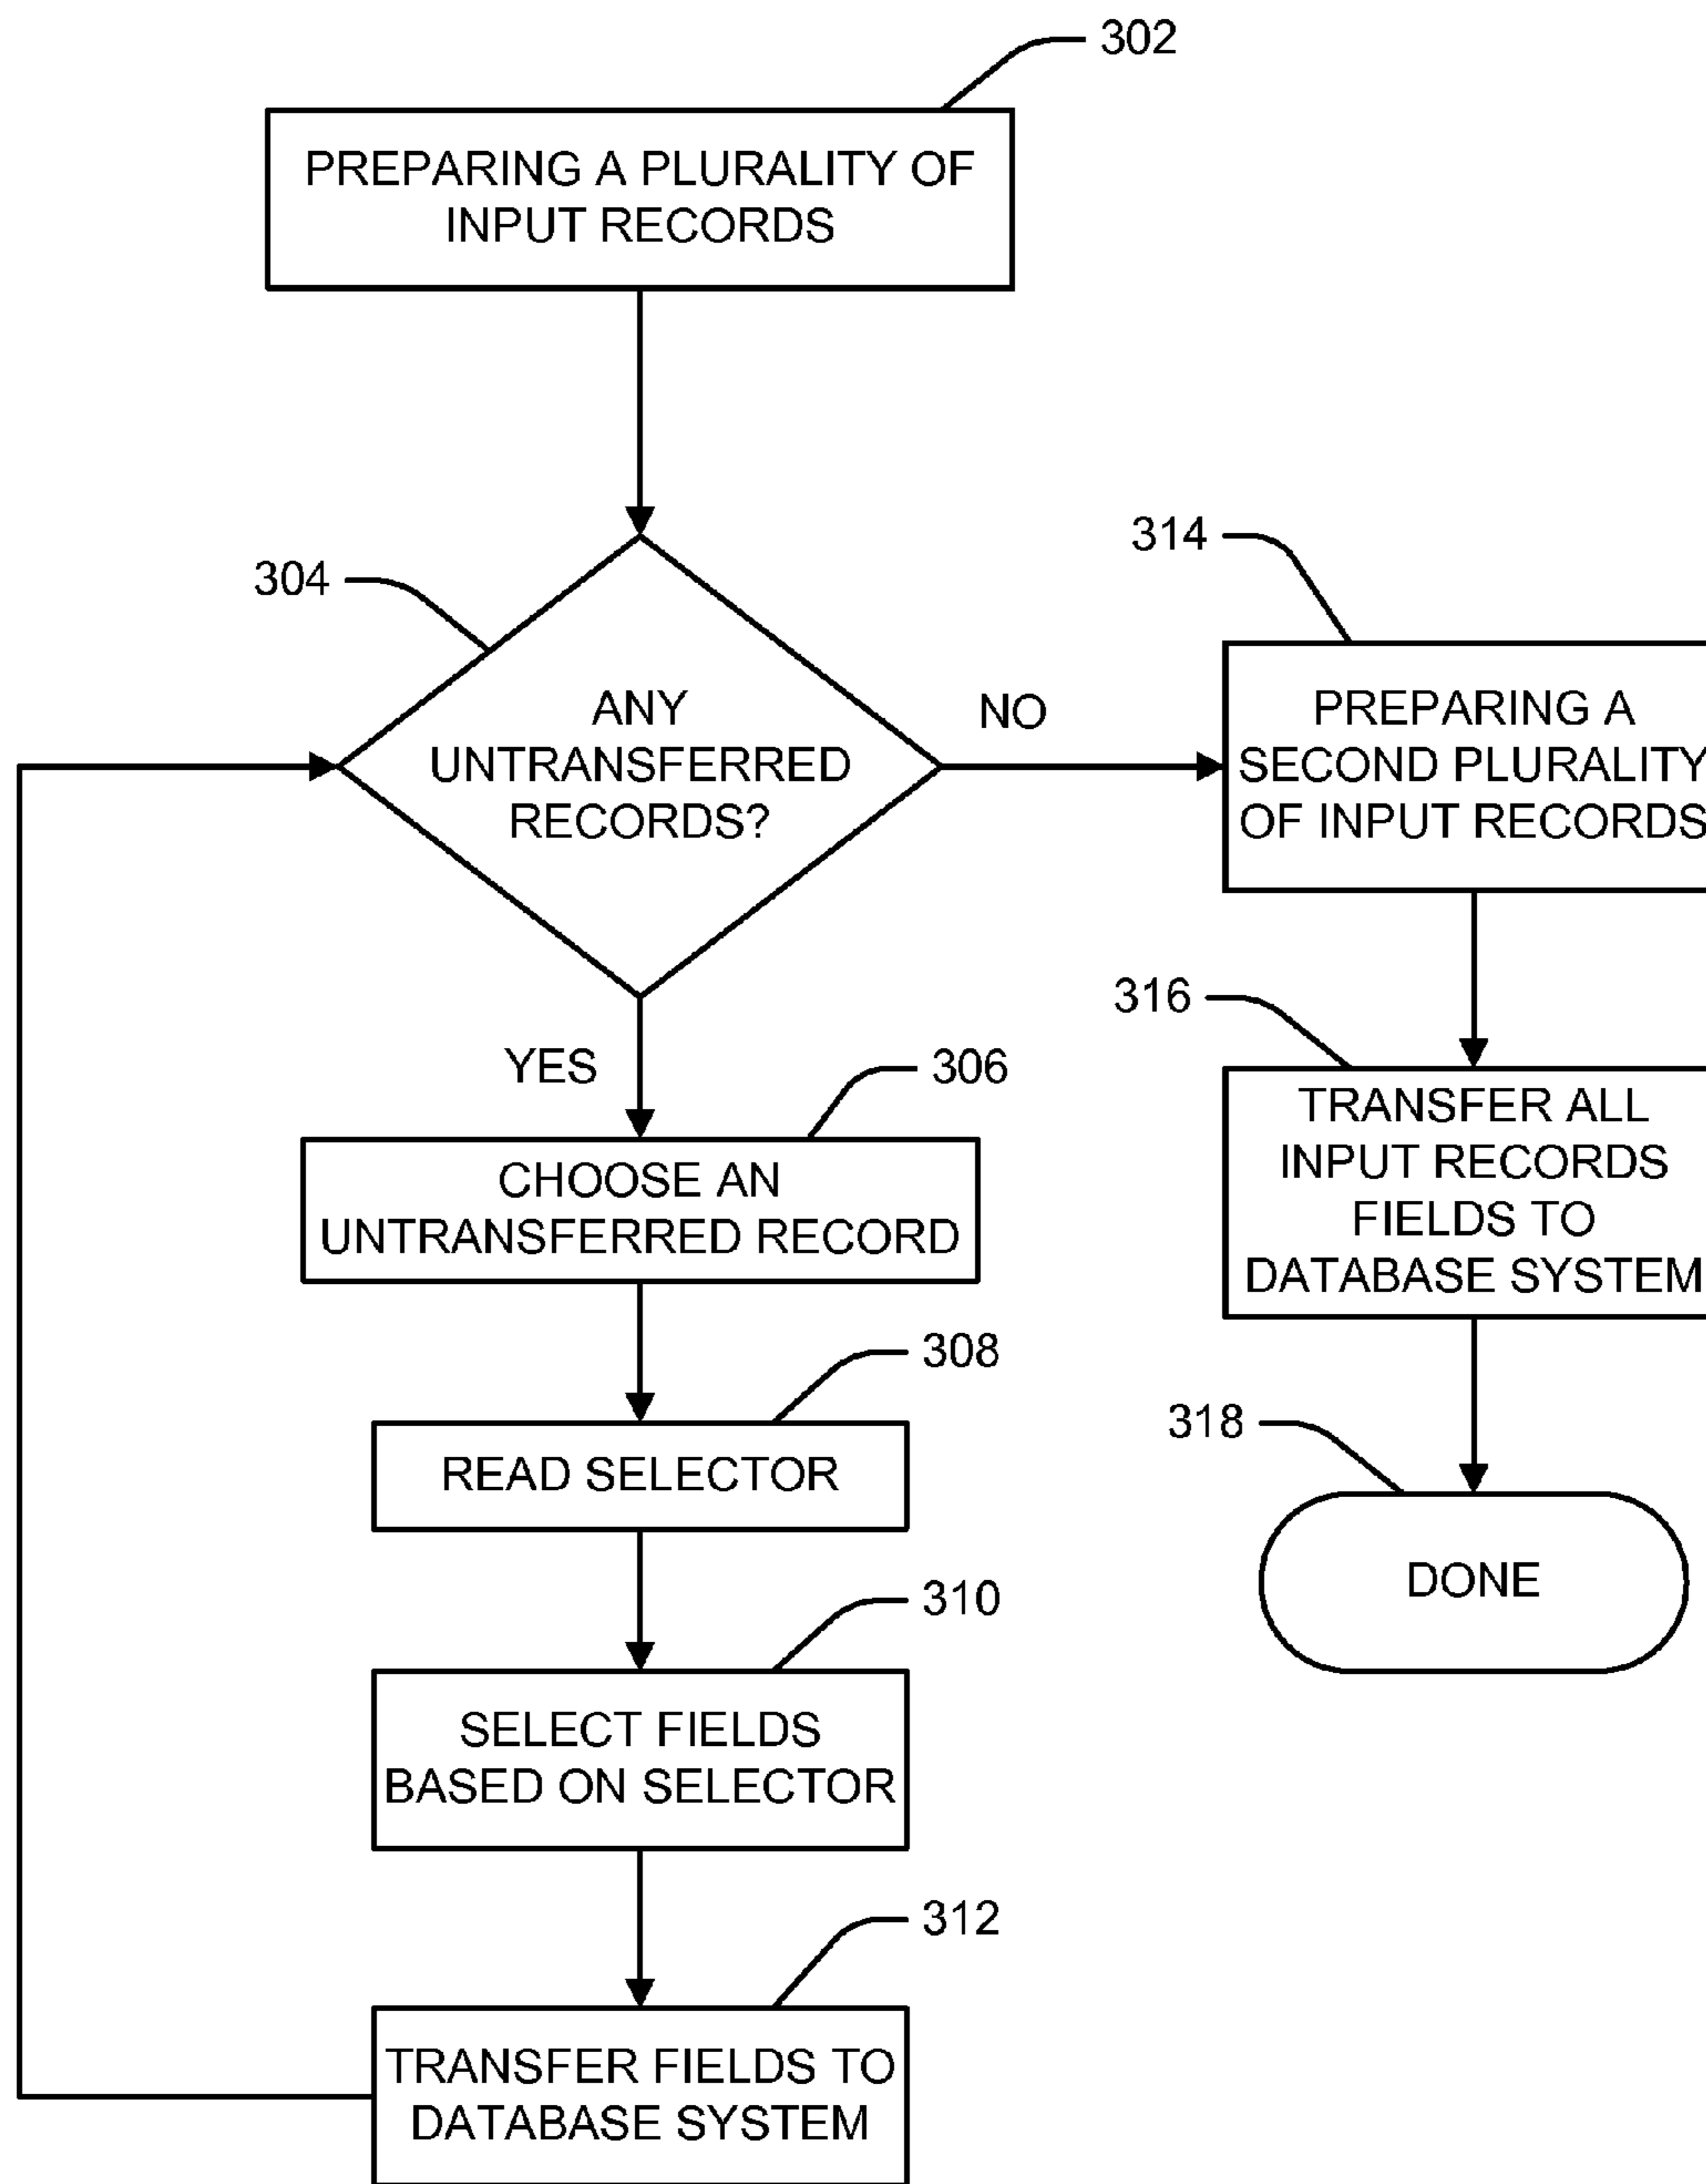 302
PREPARING A PLURALITY OF
INPUT RECORDS
304
ANY
UNTRANSFERRED
RECORDS?
NO
YES
306
CHOOSE AN
UNTRANSFERRED RECORD
308
READ SELECTOR
310
SELECT FIELDS
BASED ON SELECTOR
312
TRANSFER FIELDS TO
DATABASE SYSTEM
314
PREPARING A
SECOND PLURALITY
OF INPUT RECORDS
316
TRANSFER ALL
INPUT RECORDS
FIELDS TO
DATABASE SYSTEM
318
DONE